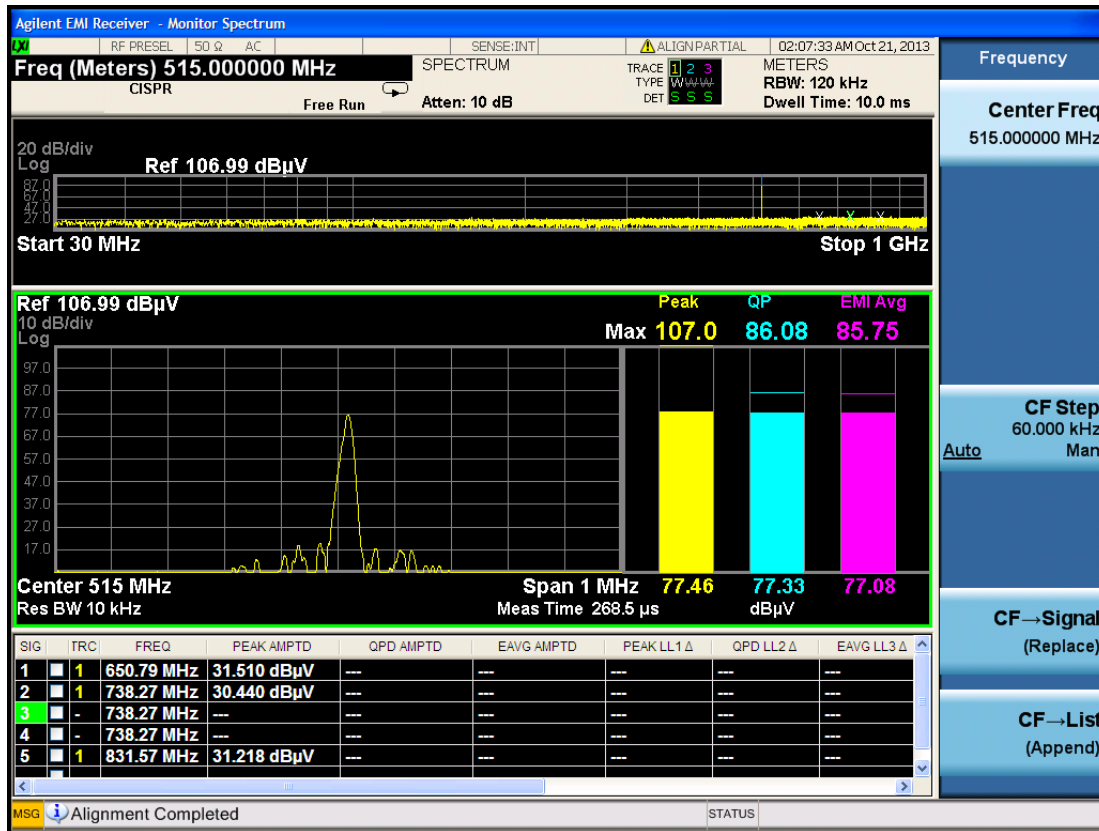 Agilent EMI Receiver - Monitor Spectrum
LXI RF PRESEL 50 Ω AC SENSE:INT ALIGN PARTIAL 02:07:33 AM Oct 21, 2013
Freq (Meters) 515.000000 MHz
CISPR
Free Run
SPECTRUM
Atten: 10 dB
TRACE 1 2 3
TYPE W W W
DET S S S
METERS
RBW: 120 kHz
Dwell Time: 10.0 ms
20 dB/div
Log
Ref 106.99 dBµV
87.0
67.0
47.0
27.0
Start 30 MHz
Stop 1 GHz
Ref 106.99 dBµV
10 dB/div
Log
Peak QP EMI Avg
Max 107.0 86.08 85.75
97.0
87.0
77.0
67.0
57.0
47.0
37.0
27.0
17.0
Center 515 MHz
Span 1 MHz
77.46 77.33 77.08
Res BW 10 kHz
Meas Time 268.5 µs
dBµV
SIG TRC FREQ PEAK AMPTD QPD AMPTD EAVG AMPTD PEAK LL1 Δ QPD LL2 Δ EAVG LL3 Δ
1 1 650.79 MHz 31.510 dBµV --- --- --- --- ---
2 1 738.27 MHz 30.440 dBµV --- --- --- --- ---
3 - 738.27 MHz --- --- --- --- --- ---
4 - 738.27 MHz --- --- --- --- --- ---
5 1 831.57 MHz 31.218 dBµV --- --- --- --- ---
MSG Alignment Completed
STATUS
Frequency
Center Freq
515.000000 MHz
CF Step
60.000 kHz
Auto Man
CF→Signal
(Replace)
CF→List
(Append)